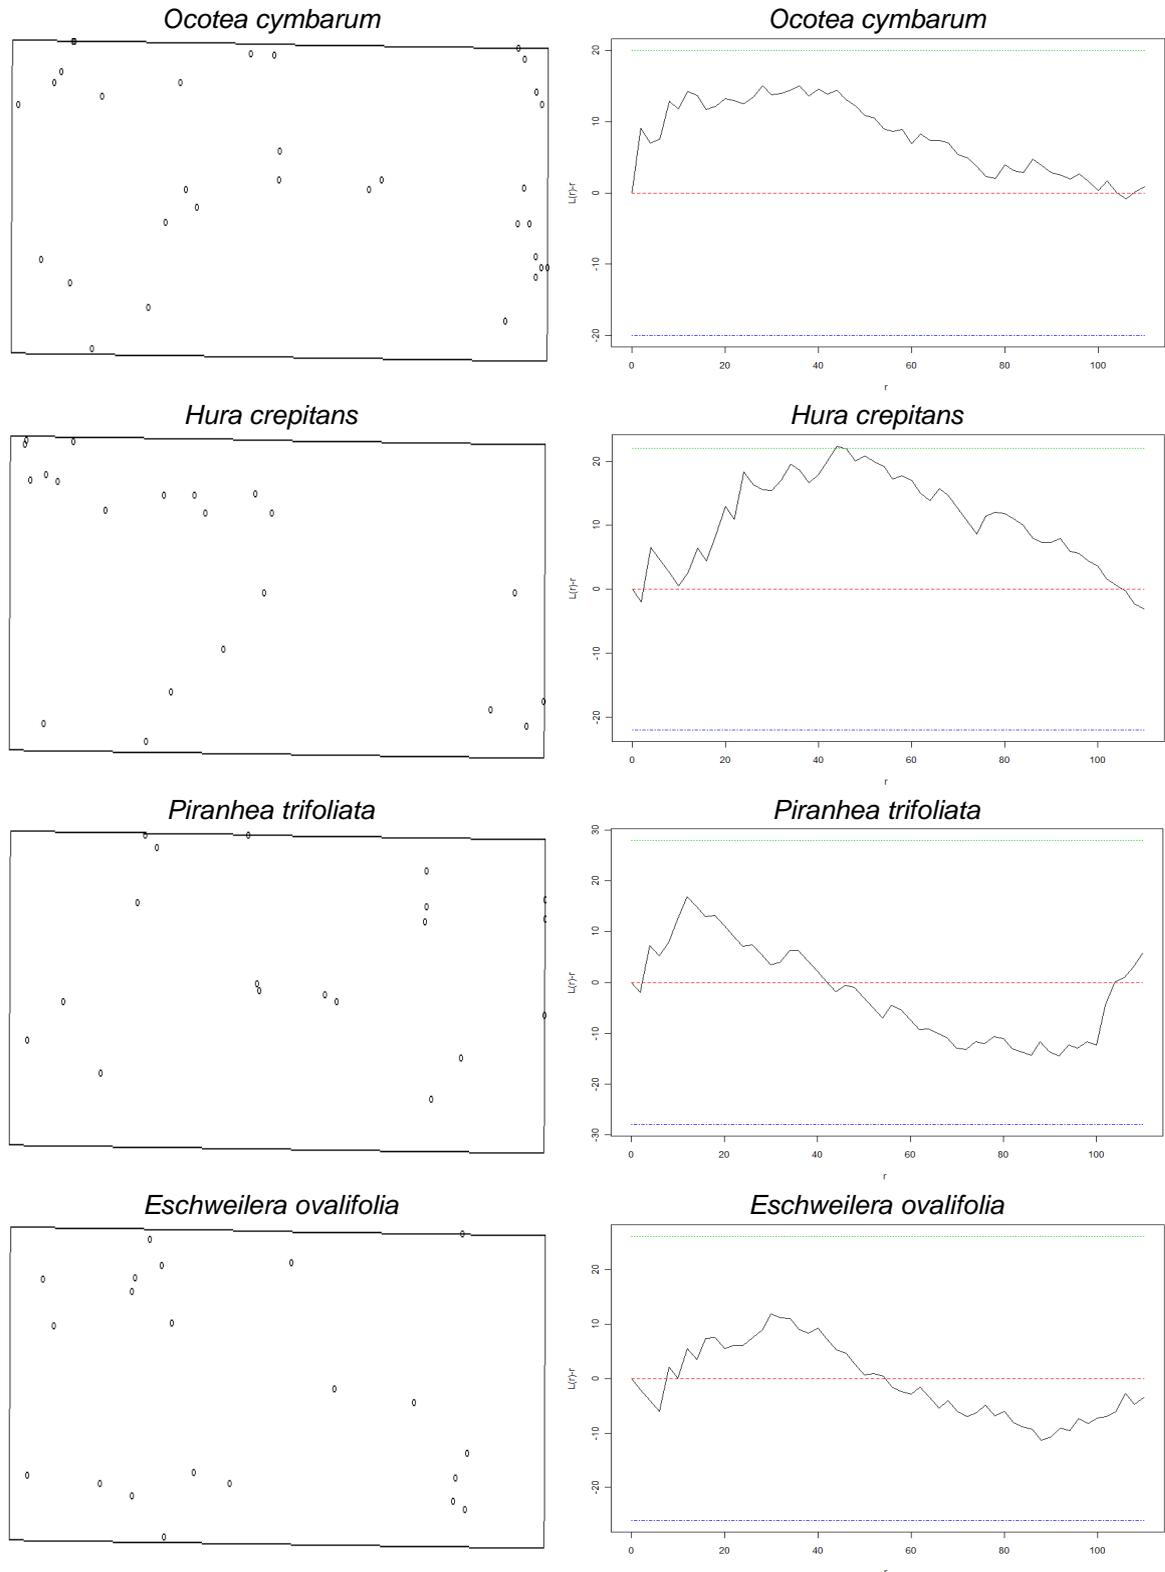 Ocotea cymbarum Ocotea cymbarum
20
10
0
-10
-20
L(r)-r
0 20 40 60 80 100
r
Hura crepitans Hura crepitans
20
10
0
-10
-20
L(r)-r
0 20 40 60 80 100
r
Piranhea trifoliata Piranhea trifoliata
30
20
10
0
-10
-20
-30
L(r)-r
0 20 40 60 80 100
r
Eschweilera ovalifolia Eschweilera ovalifolia
20
10
0
-10
-20
L(r)-r
0 20 40 60 80 100
r